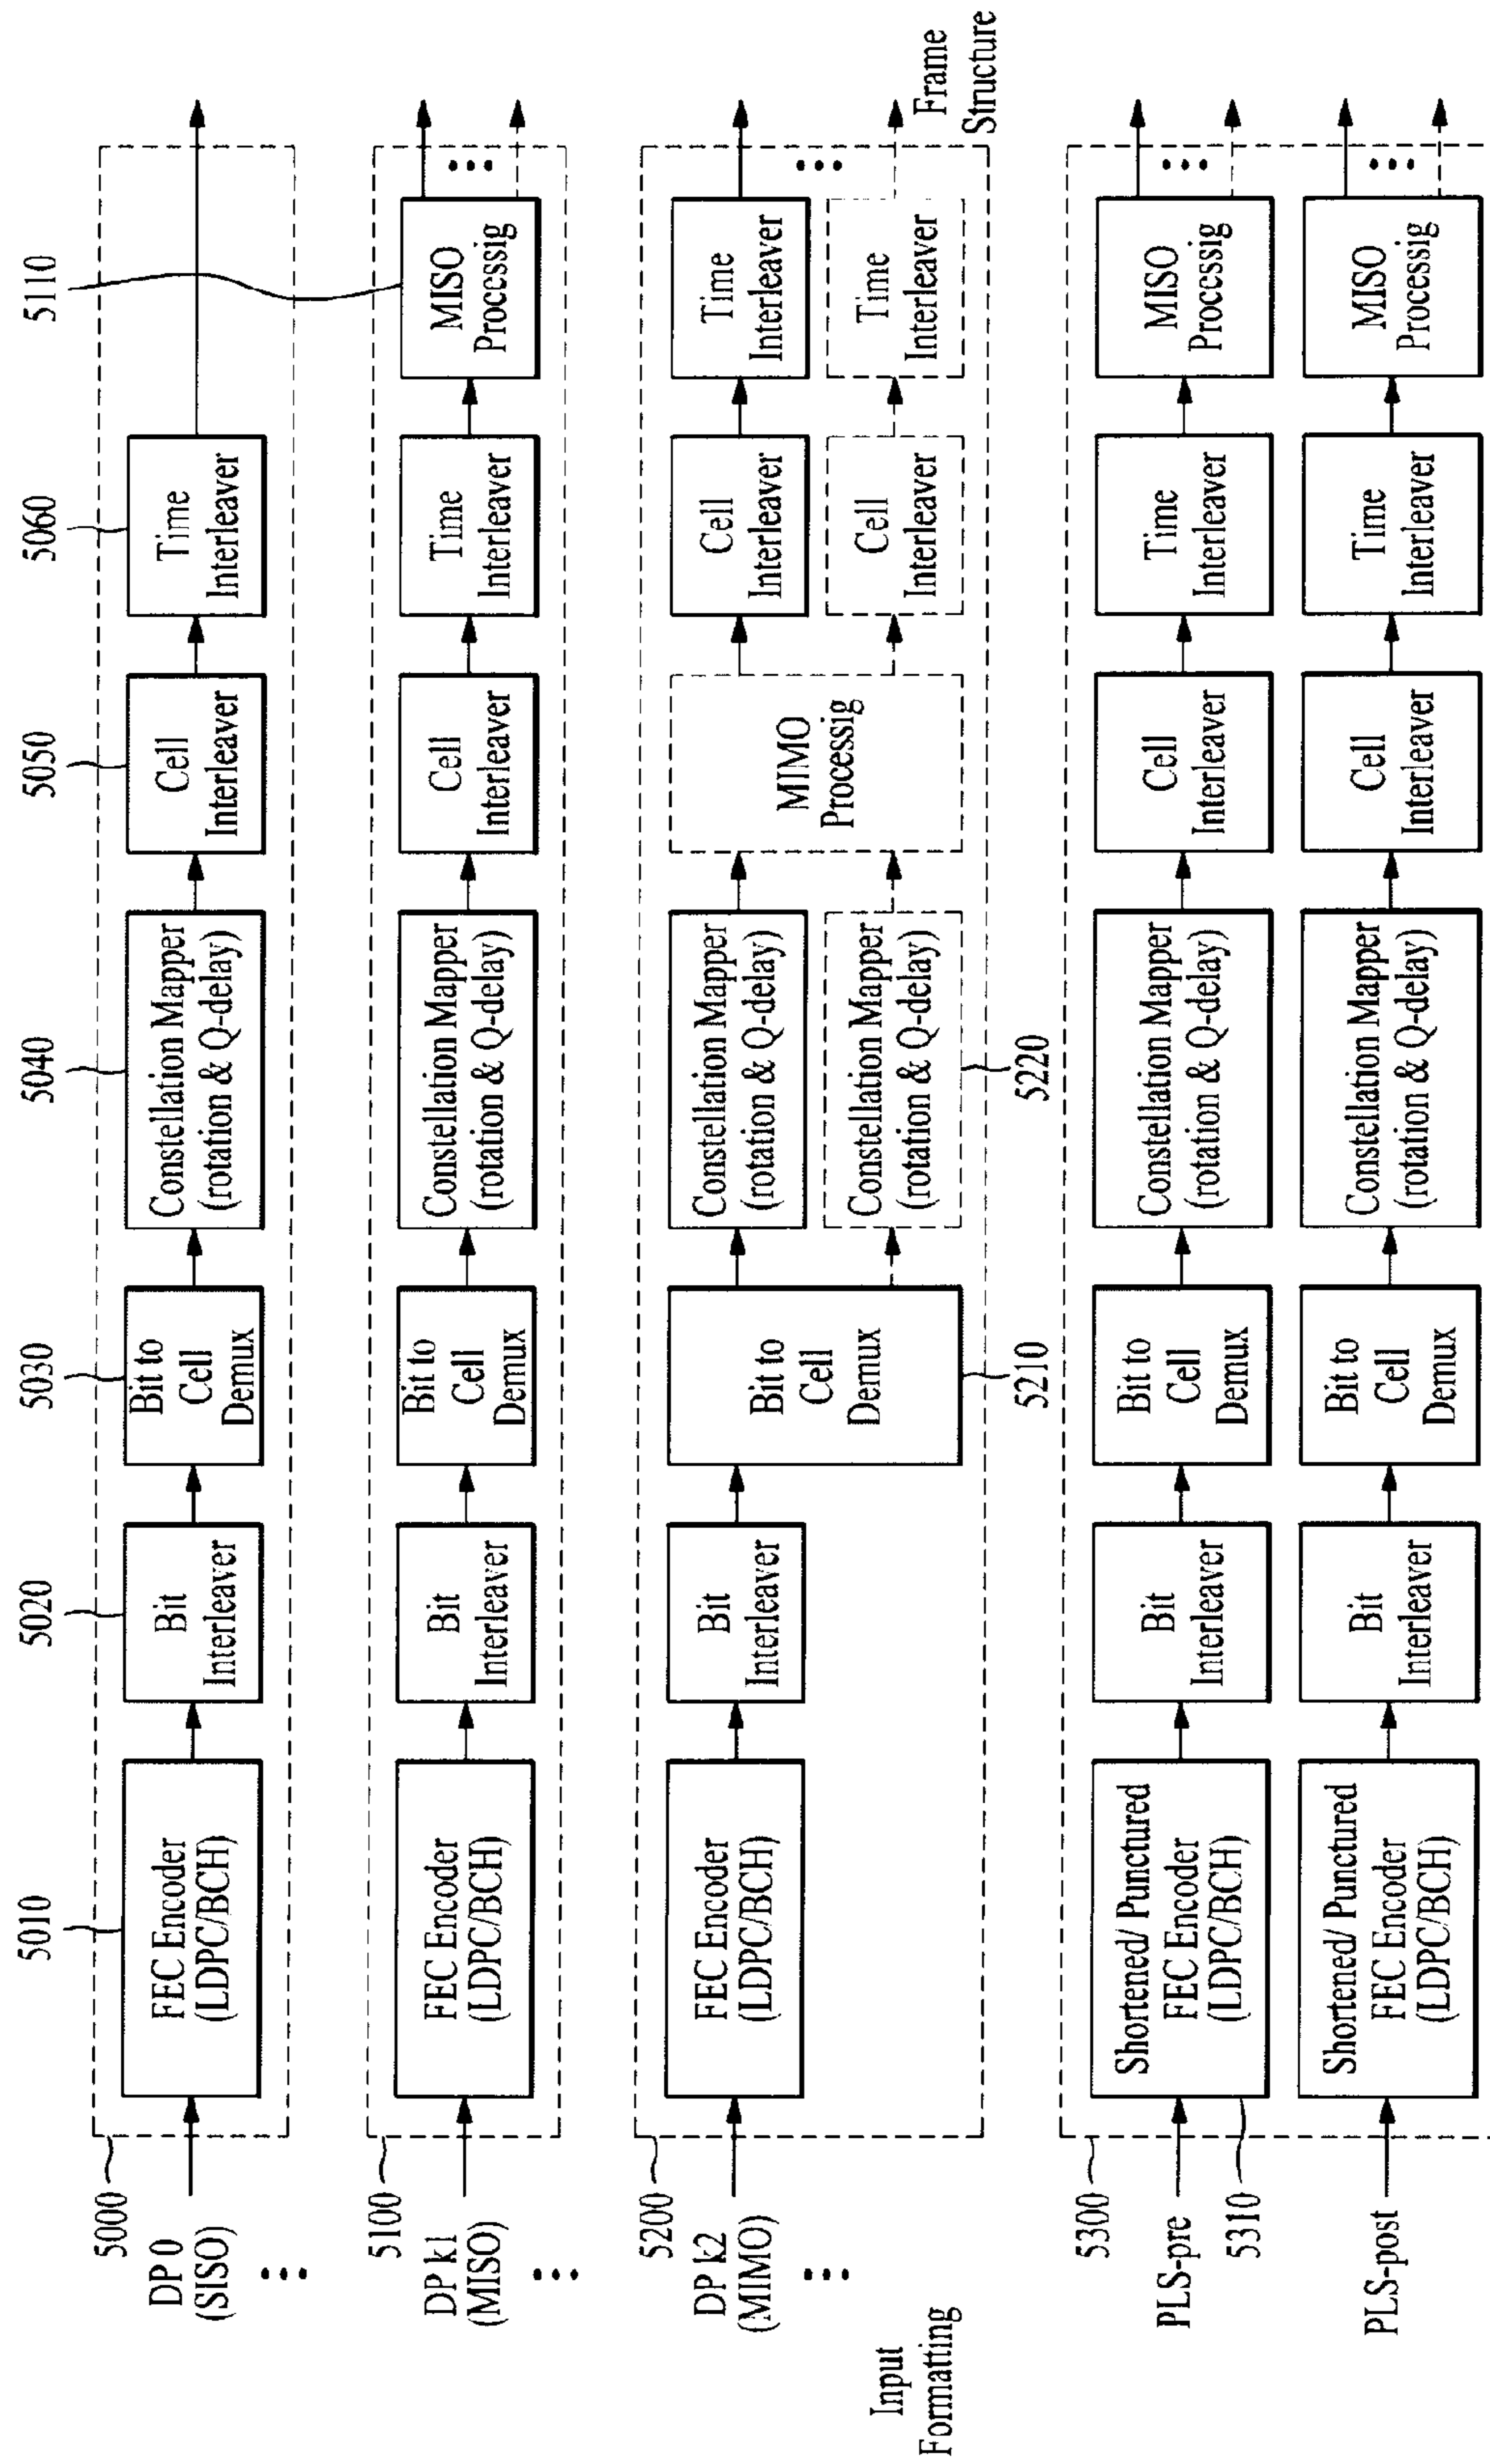 5010
5020
5030
5040
5050
5060
5110
5000
DP 0
(SISO)
FEC Encoder
(LDPC/BCH)
Bit
Interleaver
Bit to
Cell
Demux
Constellation Mapper
(rotation & Q-delay)
Cell
Interleaver
Time
Interleaver
5100
DP k1
(MISO)
FEC Encoder
(LDPC/BCH)
Bit
Interleaver
Bit to
Cell
Demux
Constellation Mapper
(rotation & Q-delay)
Cell
Interleaver
Time
Interleaver
MISO
Processig
5200
DP k2
(MIMO)
FEC Encoder
(LDPC/BCH)
Bit
Interleaver
Bit to
Cell
Demux
Constellation Mapper
(rotation & Q-delay)
Constellation Mapper
(rotation & Q-delay)
MIMO
Processig
Cell
Interleaver
Time
Interleaver
Cell
Interleaver
Time
Interleaver
5210
5220
Input
Formatting
Frame
Structure
5300
PLS-pre
5310
Shortened/ Punctured
FEC Encoder
(LDPC/BCH)
Bit
Interleaver
Bit to
Cell
Demux
Constellation Mapper
(rotation & Q-delay)
Cell
Interleaver
Time
Interleaver
MISO
Processig
PLS-post
Shortened/ Punctured
FEC Encoder
(LDPC/BCH)
Bit
Interleaver
Bit to
Cell
Demux
Constellation Mapper
(rotation & Q-delay)
Cell
Interleaver
Time
Interleaver
MISO
Processig